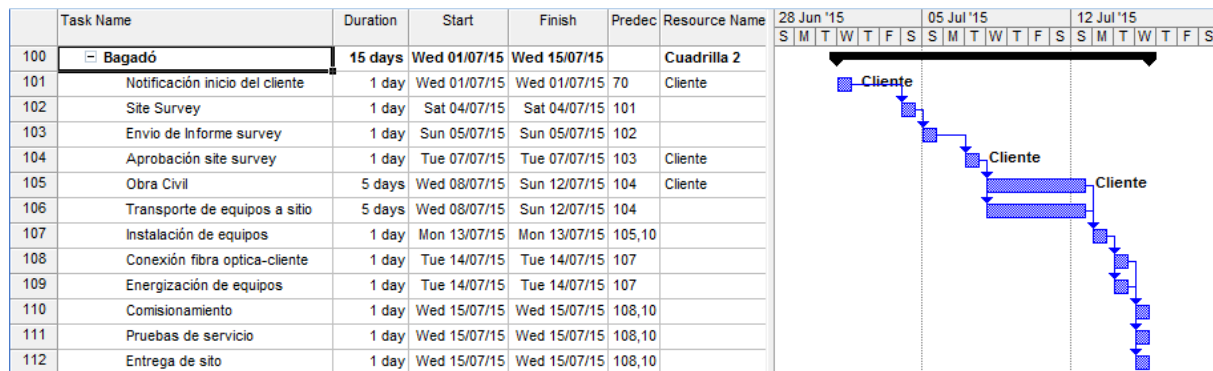 Task Name Duration Start Finish Predec Resource Name 28 Jun '15 05 Jul '15 12 Jul '15
S M T W T F S S M T W T F S S M T W T F S
100 Bagadó 15 days Wed 01/07/15 Wed 15/07/15 Cuadrilla 2
101 Notificación inicio del cliente 1 day Wed 01/07/15 Wed 01/07/15 70 Cliente Cliente
102 Site Survey 1 day Sat 04/07/15 Sat 04/07/15 101
103 Envio de Informe survey 1 day Sun 05/07/15 Sun 05/07/15 102
104 Aprobación site survey 1 day Tue 07/07/15 Tue 07/07/15 103 Cliente Cliente
105 Obra Civil 5 days Wed 08/07/15 Sun 12/07/15 104 Cliente Cliente
106 Transporte de equipos a sitio 5 days Wed 08/07/15 Sun 12/07/15 104
107 Instalación de equipos 1 day Mon 13/07/15 Mon 13/07/15 105,10
108 Conexión fibra optica-cliente 1 day Tue 14/07/15 Tue 14/07/15 107
109 Energización de equipos 1 day Tue 14/07/15 Tue 14/07/15 107
110 Comisionamiento 1 day Wed 15/07/15 Wed 15/07/15 108,10
111 Pruebas de servicio 1 day Wed 15/07/15 Wed 15/07/15 108,10
112 Entrega de sito 1 day Wed 15/07/15 Wed 15/07/15 108,10